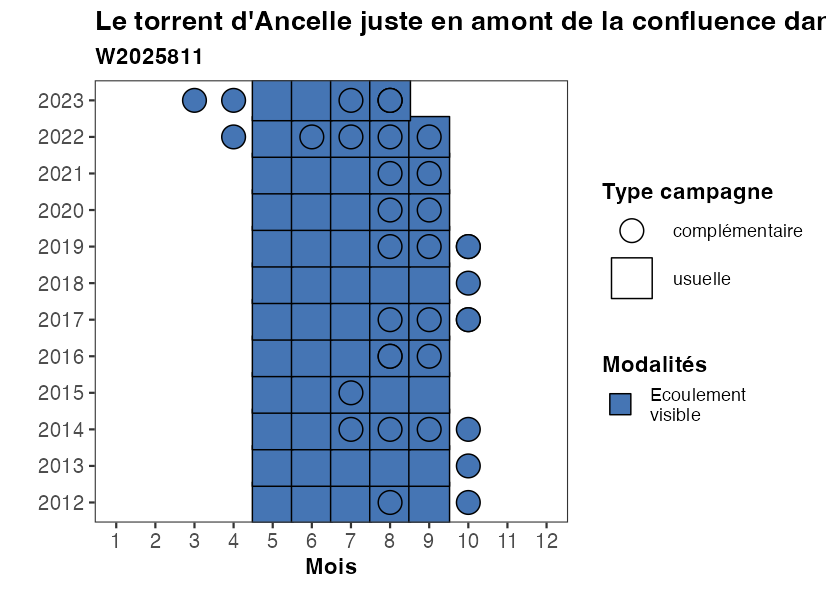 Le torrent d'Ancelle juste en amont de la confluence dan
W2025811
2023
2022
2021
2020
2019
2018
2017
2016
2015
2014
2013
2012
1 2 3 4 5 6 7 8 9 10 11 12
Mois
Type campagne
complémentaire
usuelle
Modalités
Ecoulement
visible